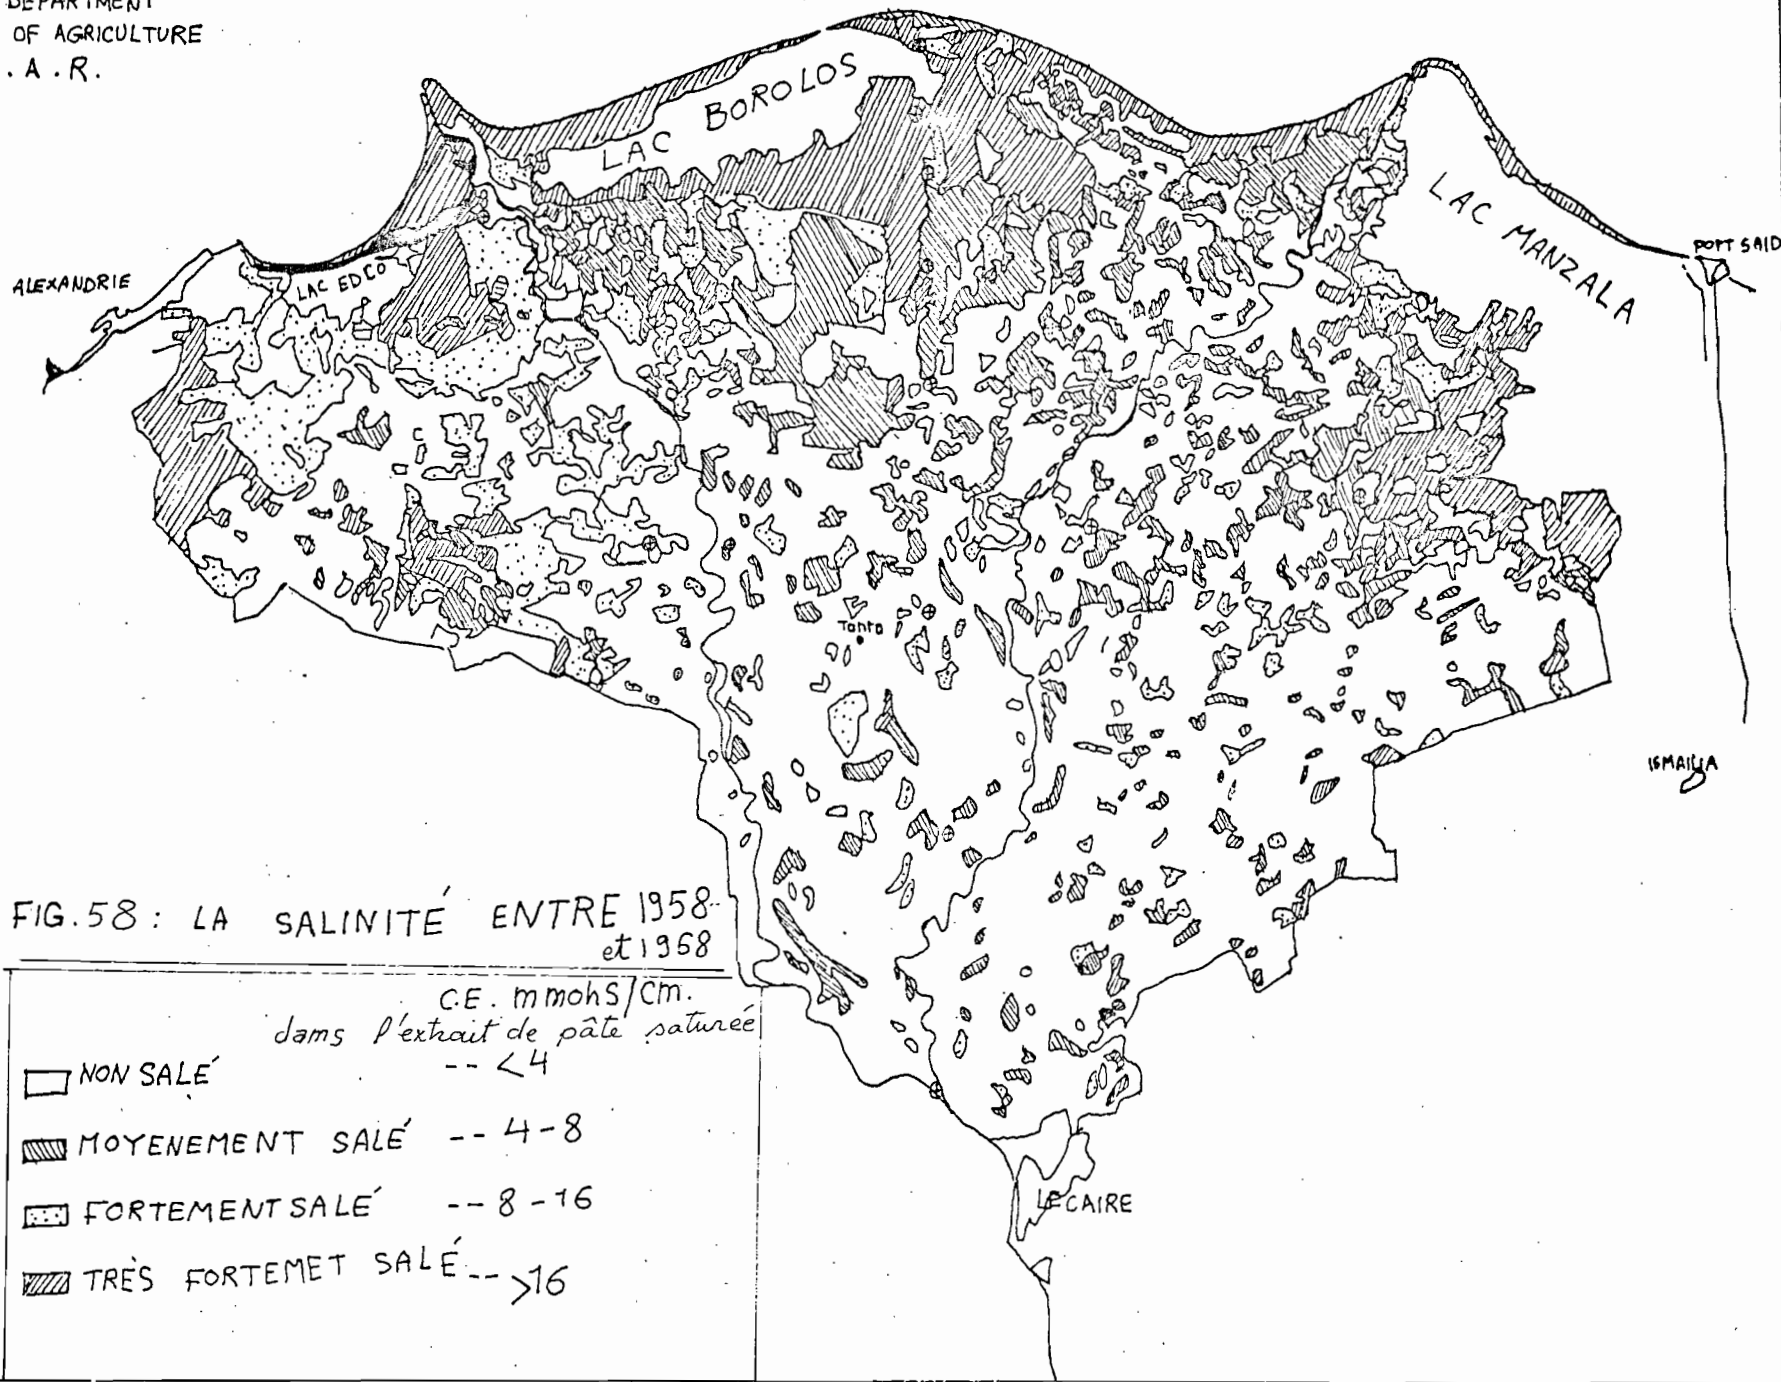 DEPARTMENT
OF AGRICULTURE
. A . R.
LAC BOROLOS
LAC MANZALA
PORT SAID
ALEXANDRIE
LAC EDCO
Tanta
ISMAILIA
FIG. 58 : LA SALINITÉ ENTRE 1958
et 1968
C.E. mmohS/Cm.
dams l'extrait de pâte saturéé
NON SALÉ -- <4
MOYENEMENT SALÉ -- 4-8
FORTEMENT SALÉ -- 8-16
TRÈS FORTEMET SALÉ -- >16
LE CAIRE